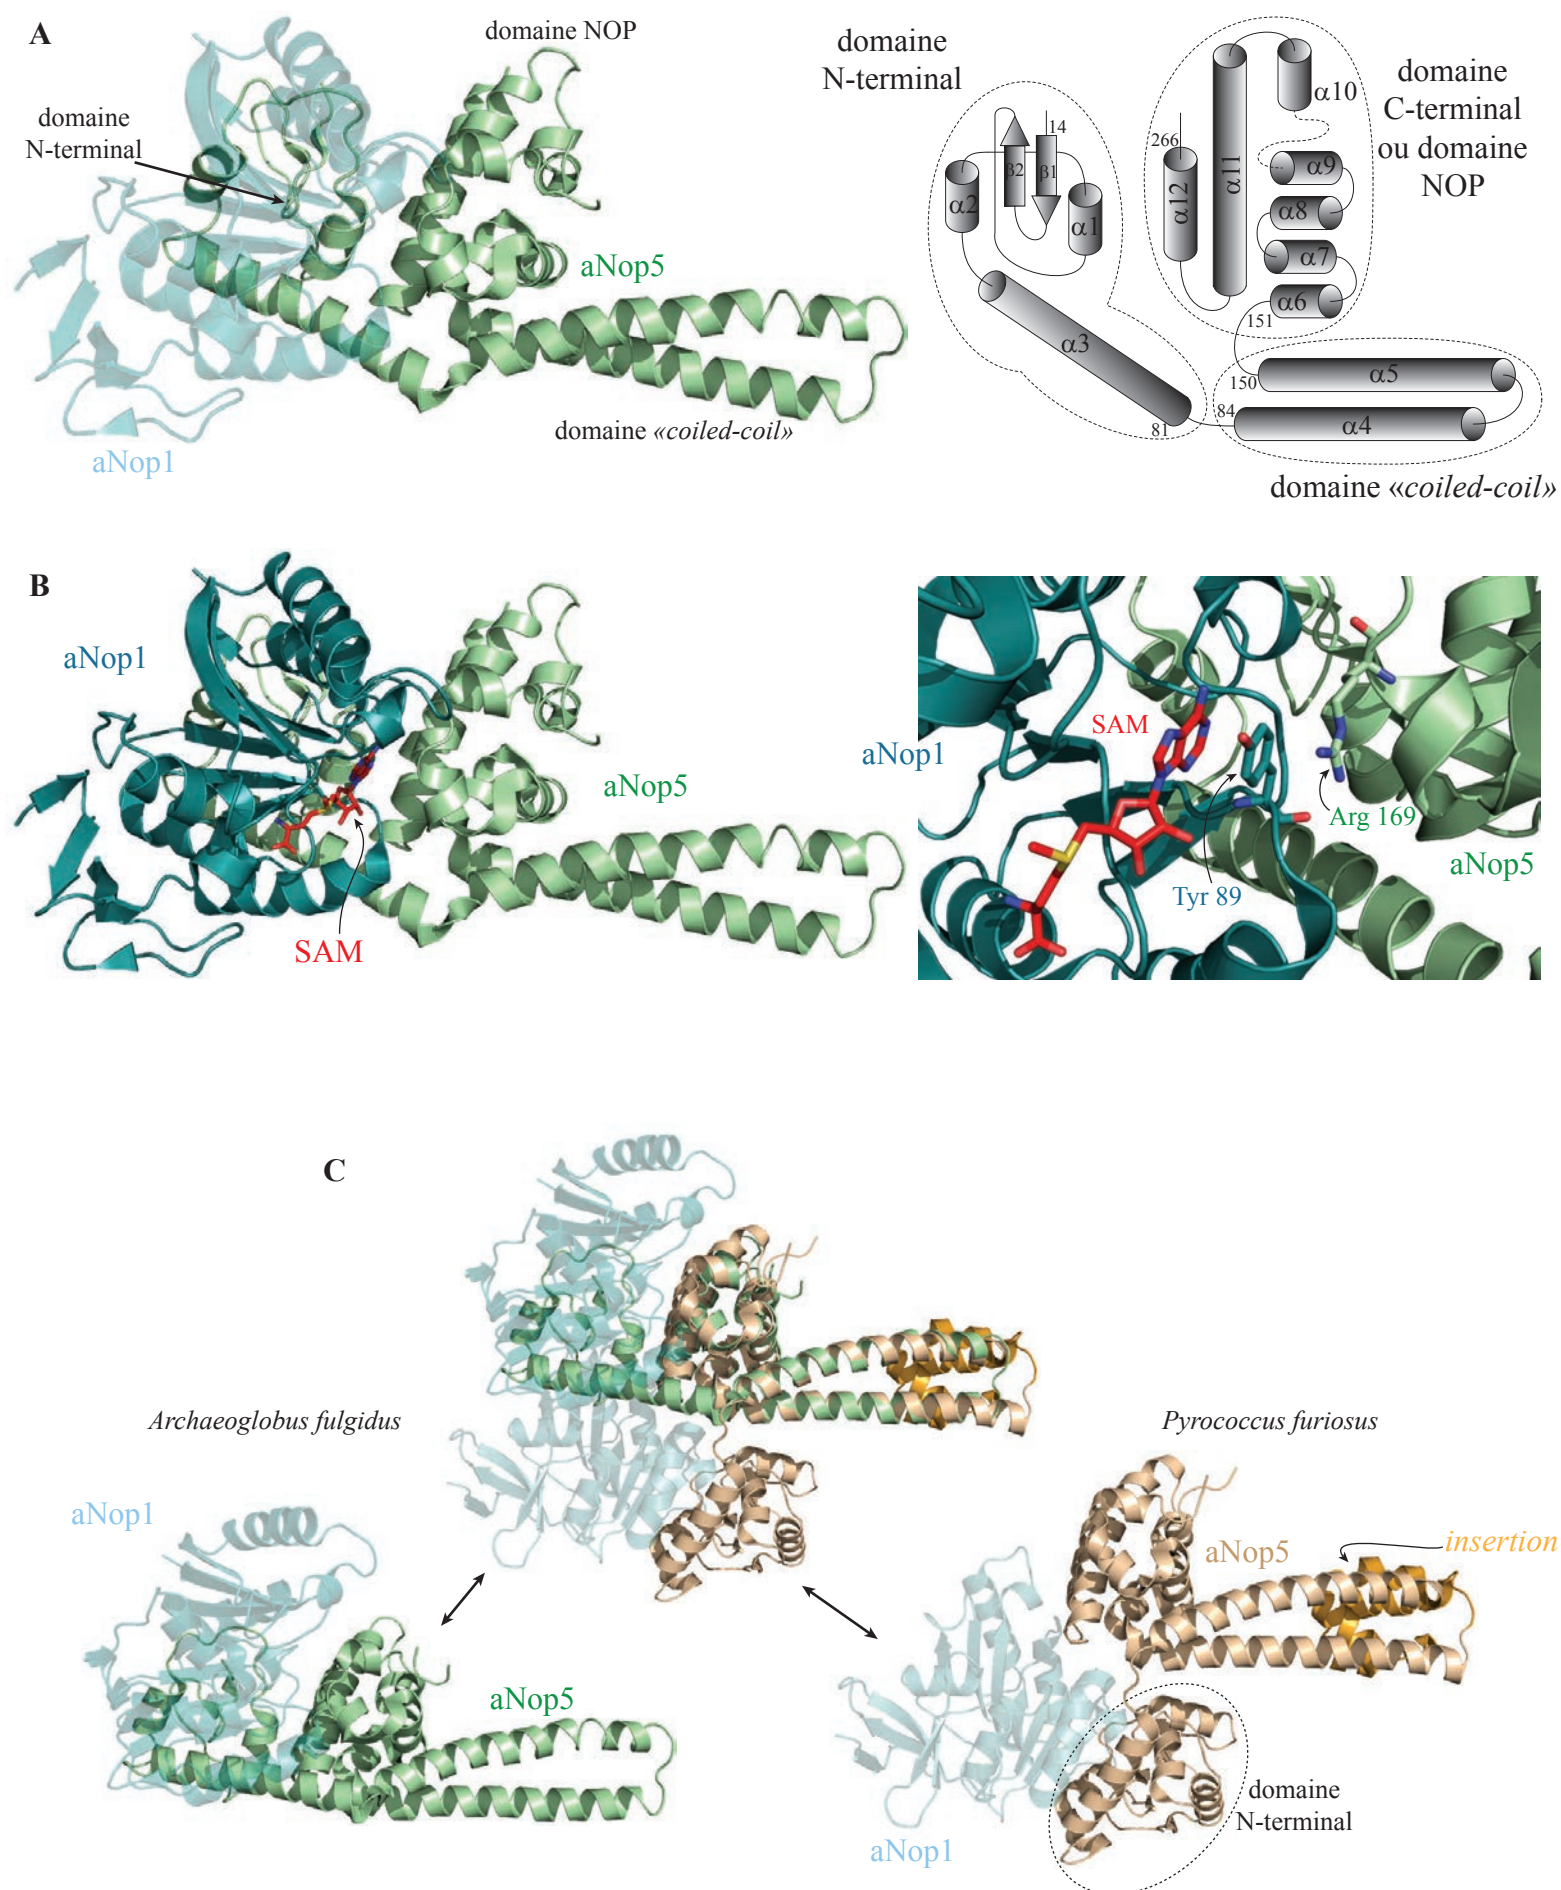 A
domaine NOP
domaine
N-terminal
aNop5
domaine «coiled-coil»
aNop1
domaine
N-terminal
domaine
C-terminal
ou domaine
NOP
14
β2
β1
α2
α1
α3
81
266
α12
α11
α10
α9
α8
α7
α6
151
150
α5
84
α4
domaine «coiled-coil»
B
aNop1
aNop5
SAM
aNop1
SAM
Arg 169
aNop5
Tyr 89
C
Archaeoglobus fulgidus
Pyrococcus furiosus
aNop1
aNop5
aNop5
insertion
domaine
N-terminal
aNop1